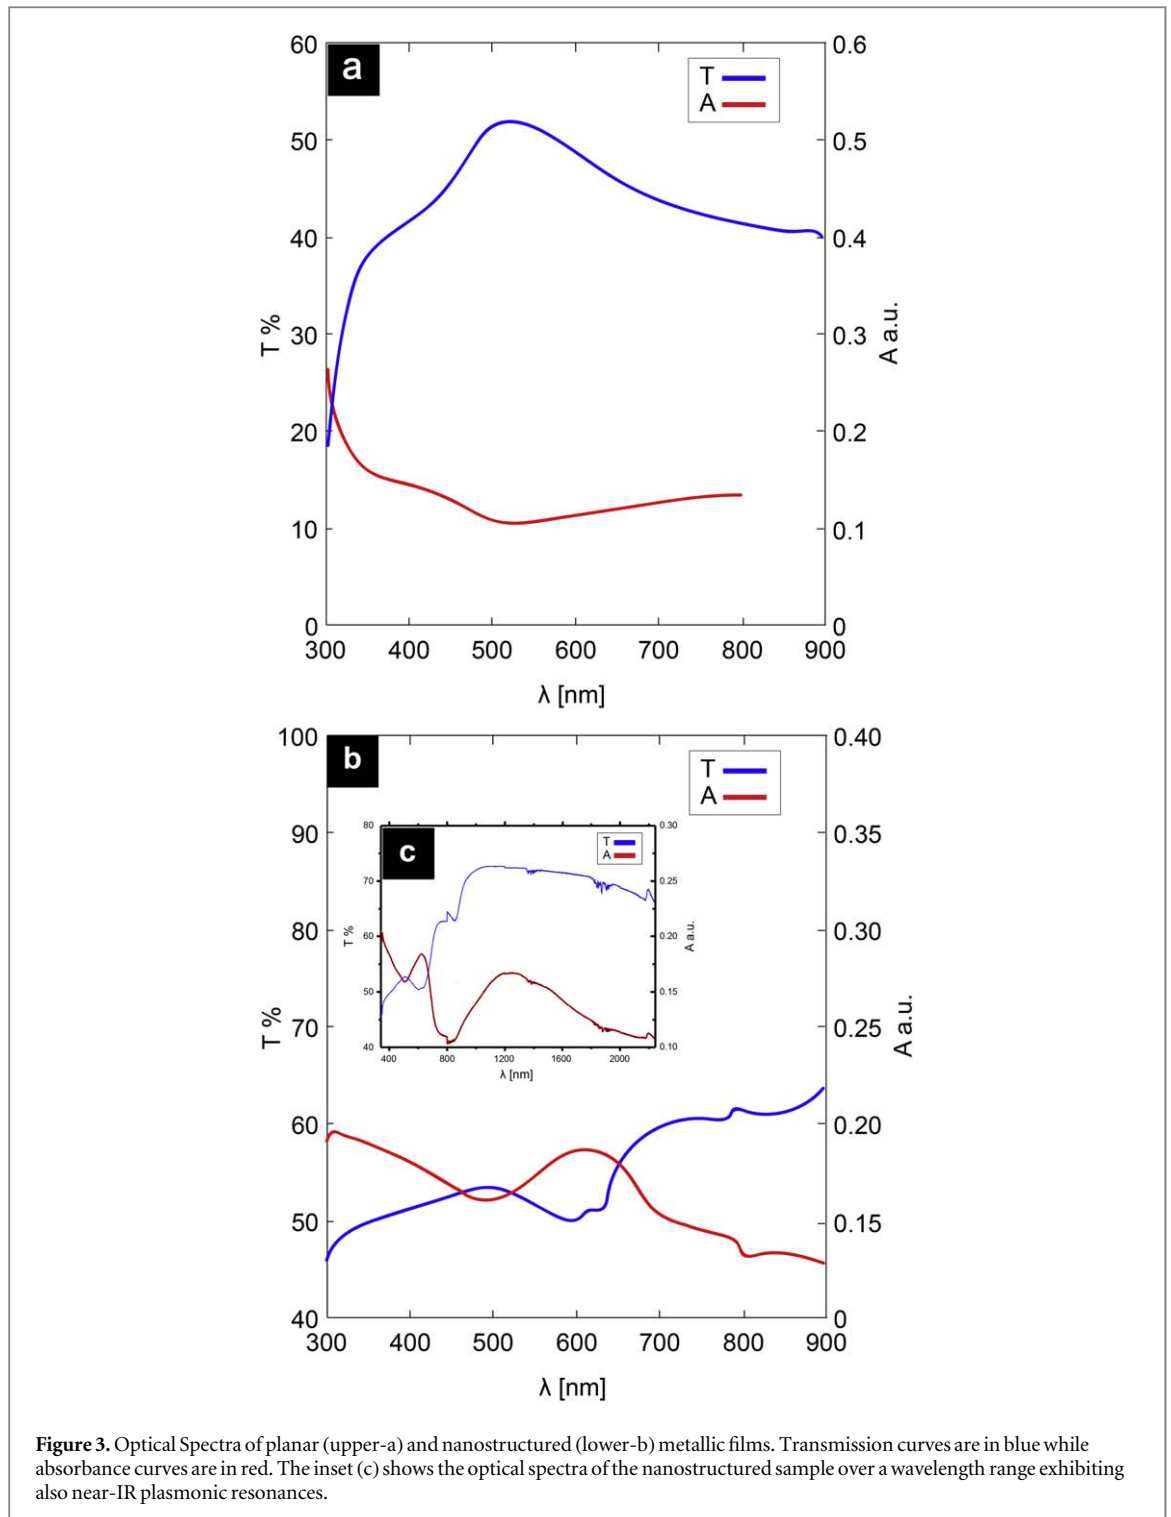 a
T
A
60
50
40
30
20
10
0
0.6
0.5
0.4
0.3
0.2
0.1
0
T %
A a.u.
300 400 500 600 700 800 900
λ [nm]
b
T
A
100
90
80
70
60
50
40
0.40
0.35
0.30
0.25
0.20
0.15
0
T %
A a.u.
c
T
A
80
70
60
50
40
0.30
0.25
0.20
0.15
0.10
T %
A a.u.
400 800 1200 1600 2000
λ [nm]
300 400 500 600 700 800 900
λ [nm]
Figure 3. Optical Spectra of planar (upper-a) and nanostructured (lower-b) metallic films. Transmission curves are in blue while
absorbance curves are in red. The inset (c) shows the optical spectra of the nanostructured sample over a wavelength range exhibiting
also near-IR plasmonic resonances.